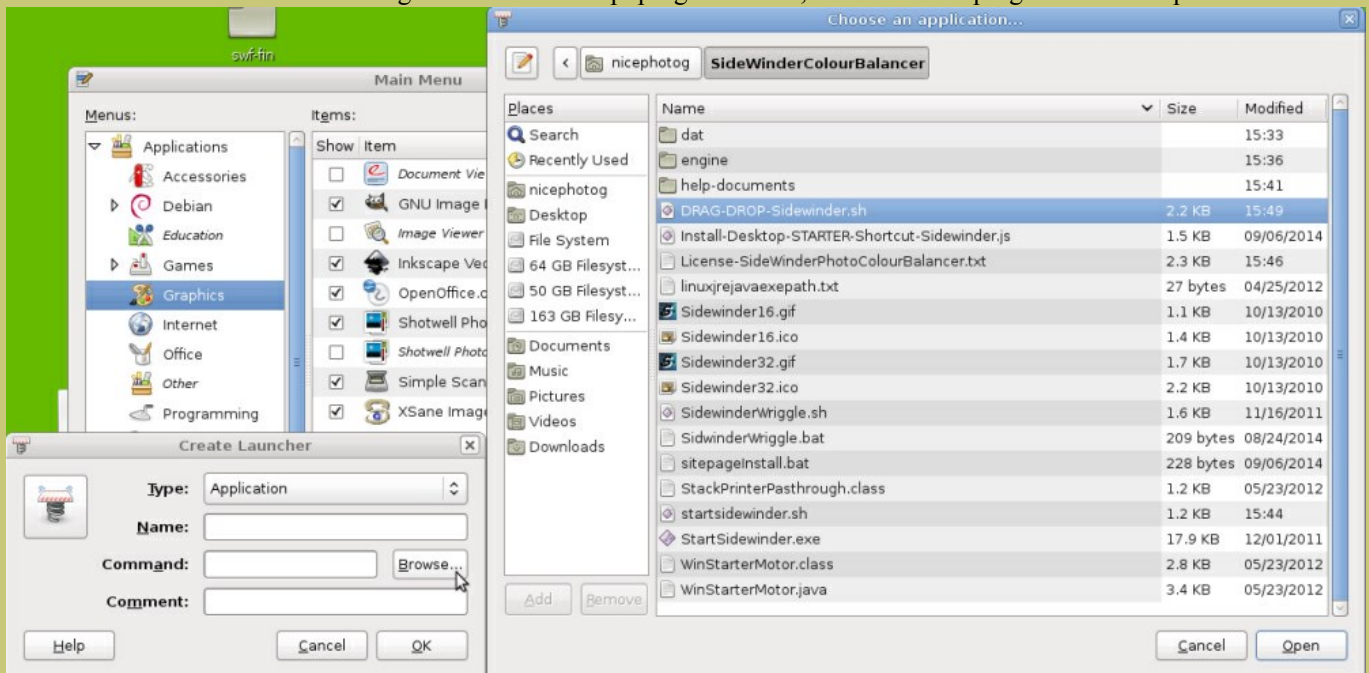 swf-fin
Main Menu
Menus:
Items:
Applications
Accessories
Debian
Education
Games
Graphics
Internet
Office
Other
Programming
Show Item
Document Vie
GNU Image
Image Viewer
Inkscape Vec
OpenOffice.o
Shotwell Pho
Shotwell Photo
Simple Scan
XSane Image
Create Launcher
Type: Application
Name:
Command: Browse...
Comment:
Help Cancel OK
Choose an application...
nicephotog SideWinderColourBalancer
Places
Search
Recently Used
nicephotog
Desktop
File System
64 GB Filesyst...
50 GB Filesyst...
163 GB Filesy...
Documents
Music
Pictures
Videos
Downloads
Add Remove
Name Size Modified
dat 15:33
engine 15:36
help-documents 15:41
DRAG-DROP-Sidewinder.sh 2.2 KB 15:49
Install-Desktop-STARTER-Shortcut-Sidewinder.js 1.5 KB 09/06/2014
License-SideWinderPhotoColourBalancer.txt 2.3 KB 15:46
linuxjrejavaexepath.txt 27 bytes 04/25/2012
Sidewinder16.gif 1.1 KB 10/13/2010
Sidewinder16.ico 1.4 KB 10/13/2010
Sidewinder32.gif 1.7 KB 10/13/2010
Sidewinder32.ico 2.2 KB 10/13/2010
SidewinderWriggle.sh 1.6 KB 11/16/2011
SidwinderWriggle.bat 209 bytes 08/24/2014
sitepageInstall.bat 228 bytes 09/06/2014
StackPrinterPasthrough.class 1.2 KB 05/23/2012
startsidewinder.sh 1.2 KB 15:44
StartSidewinder.exe 17.9 KB 12/01/2011
WinStarterMotor.class 2.8 KB 05/23/2012
WinStarterMotor.java 3.4 KB 05/23/2012
Cancel Open